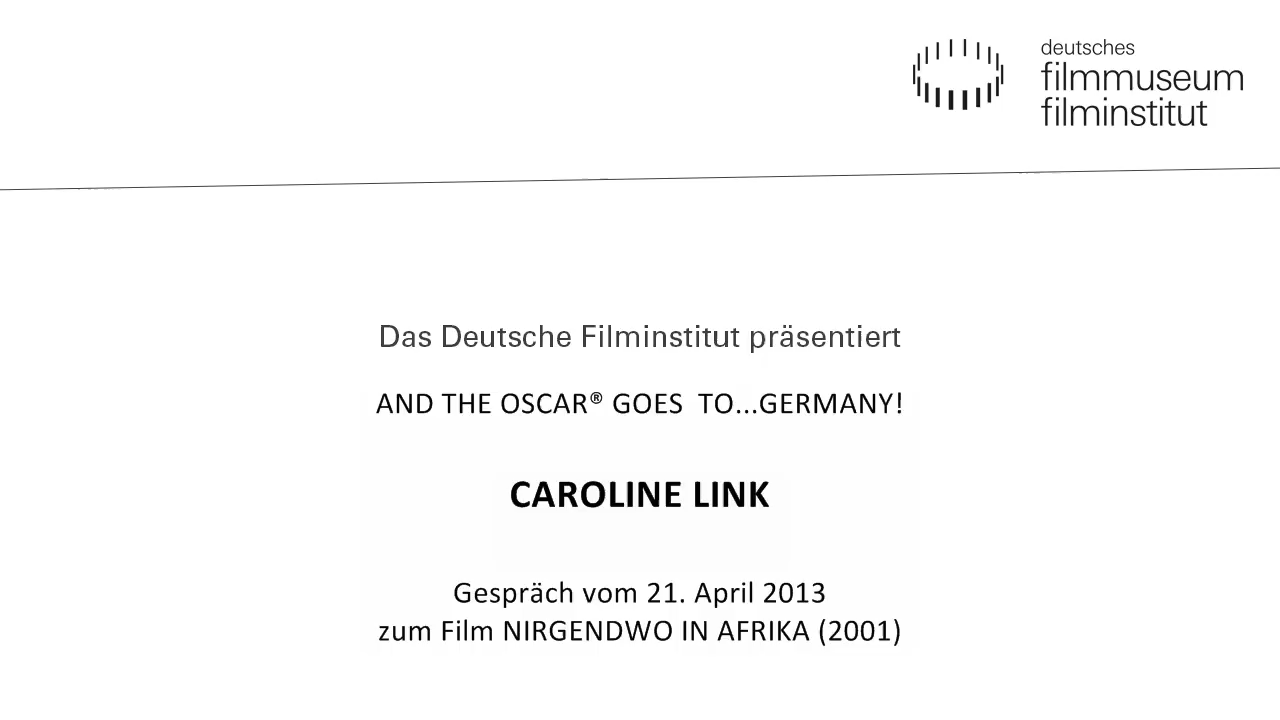 deutsches
filmmuseum
filminstitut
Das Deutsche Filminstitut präsentiert
AND THE OSCAR® GOES  TO...GERMANY!
CAROLINE LINK
Gespräch vom 21. April 2013
zum Film NIRGENDWO IN AFRIKA (2001)